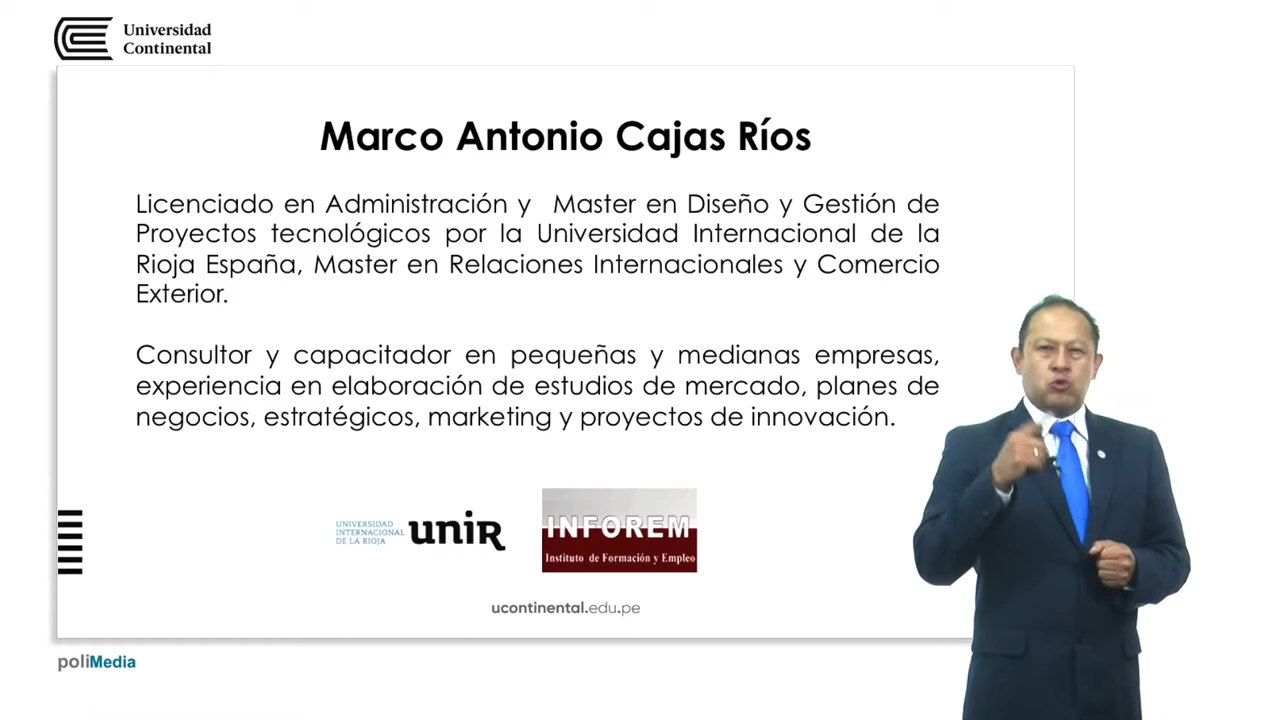 Universidad
Continental
Marco Antonio Cajas Ríos
Licenciado en Administración y Master en Diseño y Gestión de
Proyectos tecnológicos por la Universidad Internacional de la
Rioja España, Master en Relaciones Internacionales y Comercio
Exterior.
Consultor y capacitador en pequeñas y medianas empresas,
experiencia en elaboración de estudios de mercado, planes de
negocios, estratégicos, marketing y proyectos de innovación.
UNIVERSIDAD
INTERNACIONAL
DE LA RIOJA
unir
INFOREM
Instituto de Formación y Empleo
ucontinental.edu.pe
poliMedia